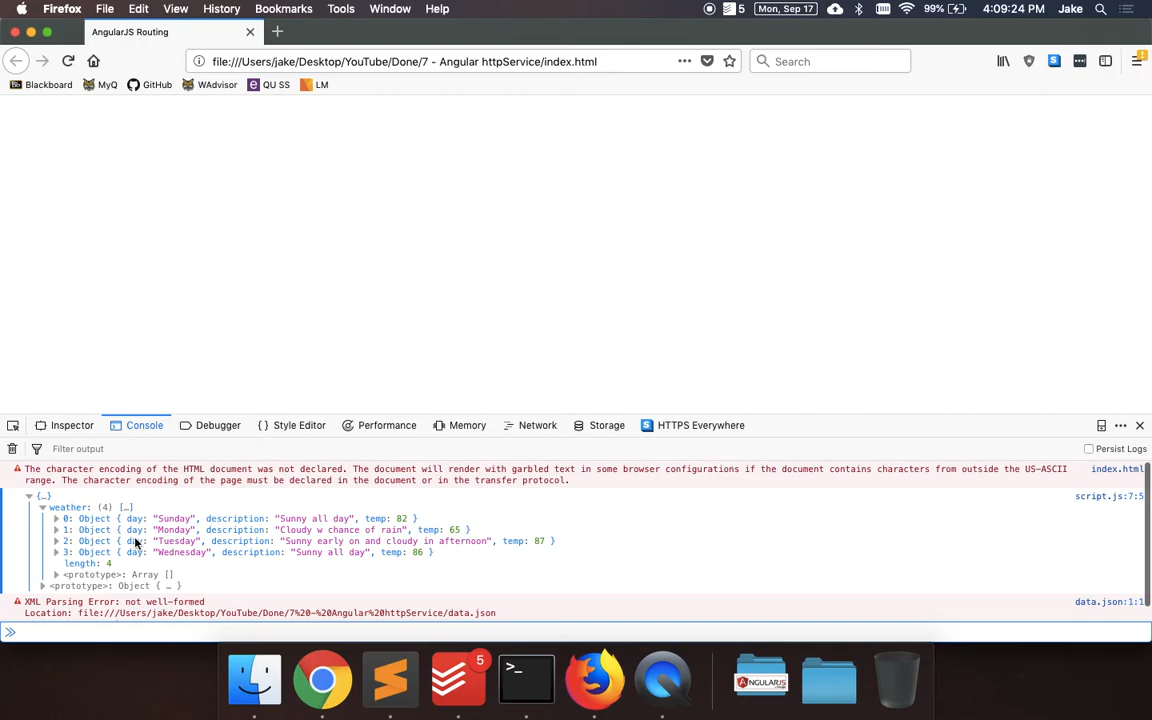 Firefox File Edit View History Bookmarks Tools Window Help 5 Mon, Sep 17 99% 4:09:24 PM Jake
AngularJS Routing
file:///Users/jake/Desktop/YouTube/Done/7 - Angular httpService/index.html Search
Blackboard MyQ GitHub WAdvisor QU SS LM
Inspector Console Debugger Style Editor Performance Memory Network Storage HTTPS Everywhere
Filter output Persist Logs
The character encoding of the HTML document was not declared. The document will render with garbled text in some browser configurations if the document contains characters from outside the US-ASCII index.html
range. The character encoding of the page must be declared in the document or in the transfer protocol.
{…} script.js:7:5
weather: (4) […]
0: Object { day: "Sunday", description: "Sunny all day", temp: 82 }
1: Object { day: "Monday", description: "Cloudy w chance of rain", temp: 65 }
2: Object { day: "Tuesday", description: "Sunny early on and cloudy in afternoon", temp: 87 }
3: Object { day: "Wednesday", description: "Sunny all day", temp: 86 }
length: 4
<prototype>: Array []
<prototype>: Object { … }
XML Parsing Error: not well-formed data.json:1:1
Location: file:///Users/jake/Desktop/YouTube/Done/7%20-%20Angular%20httpService/data.json
5
ANGULARJS